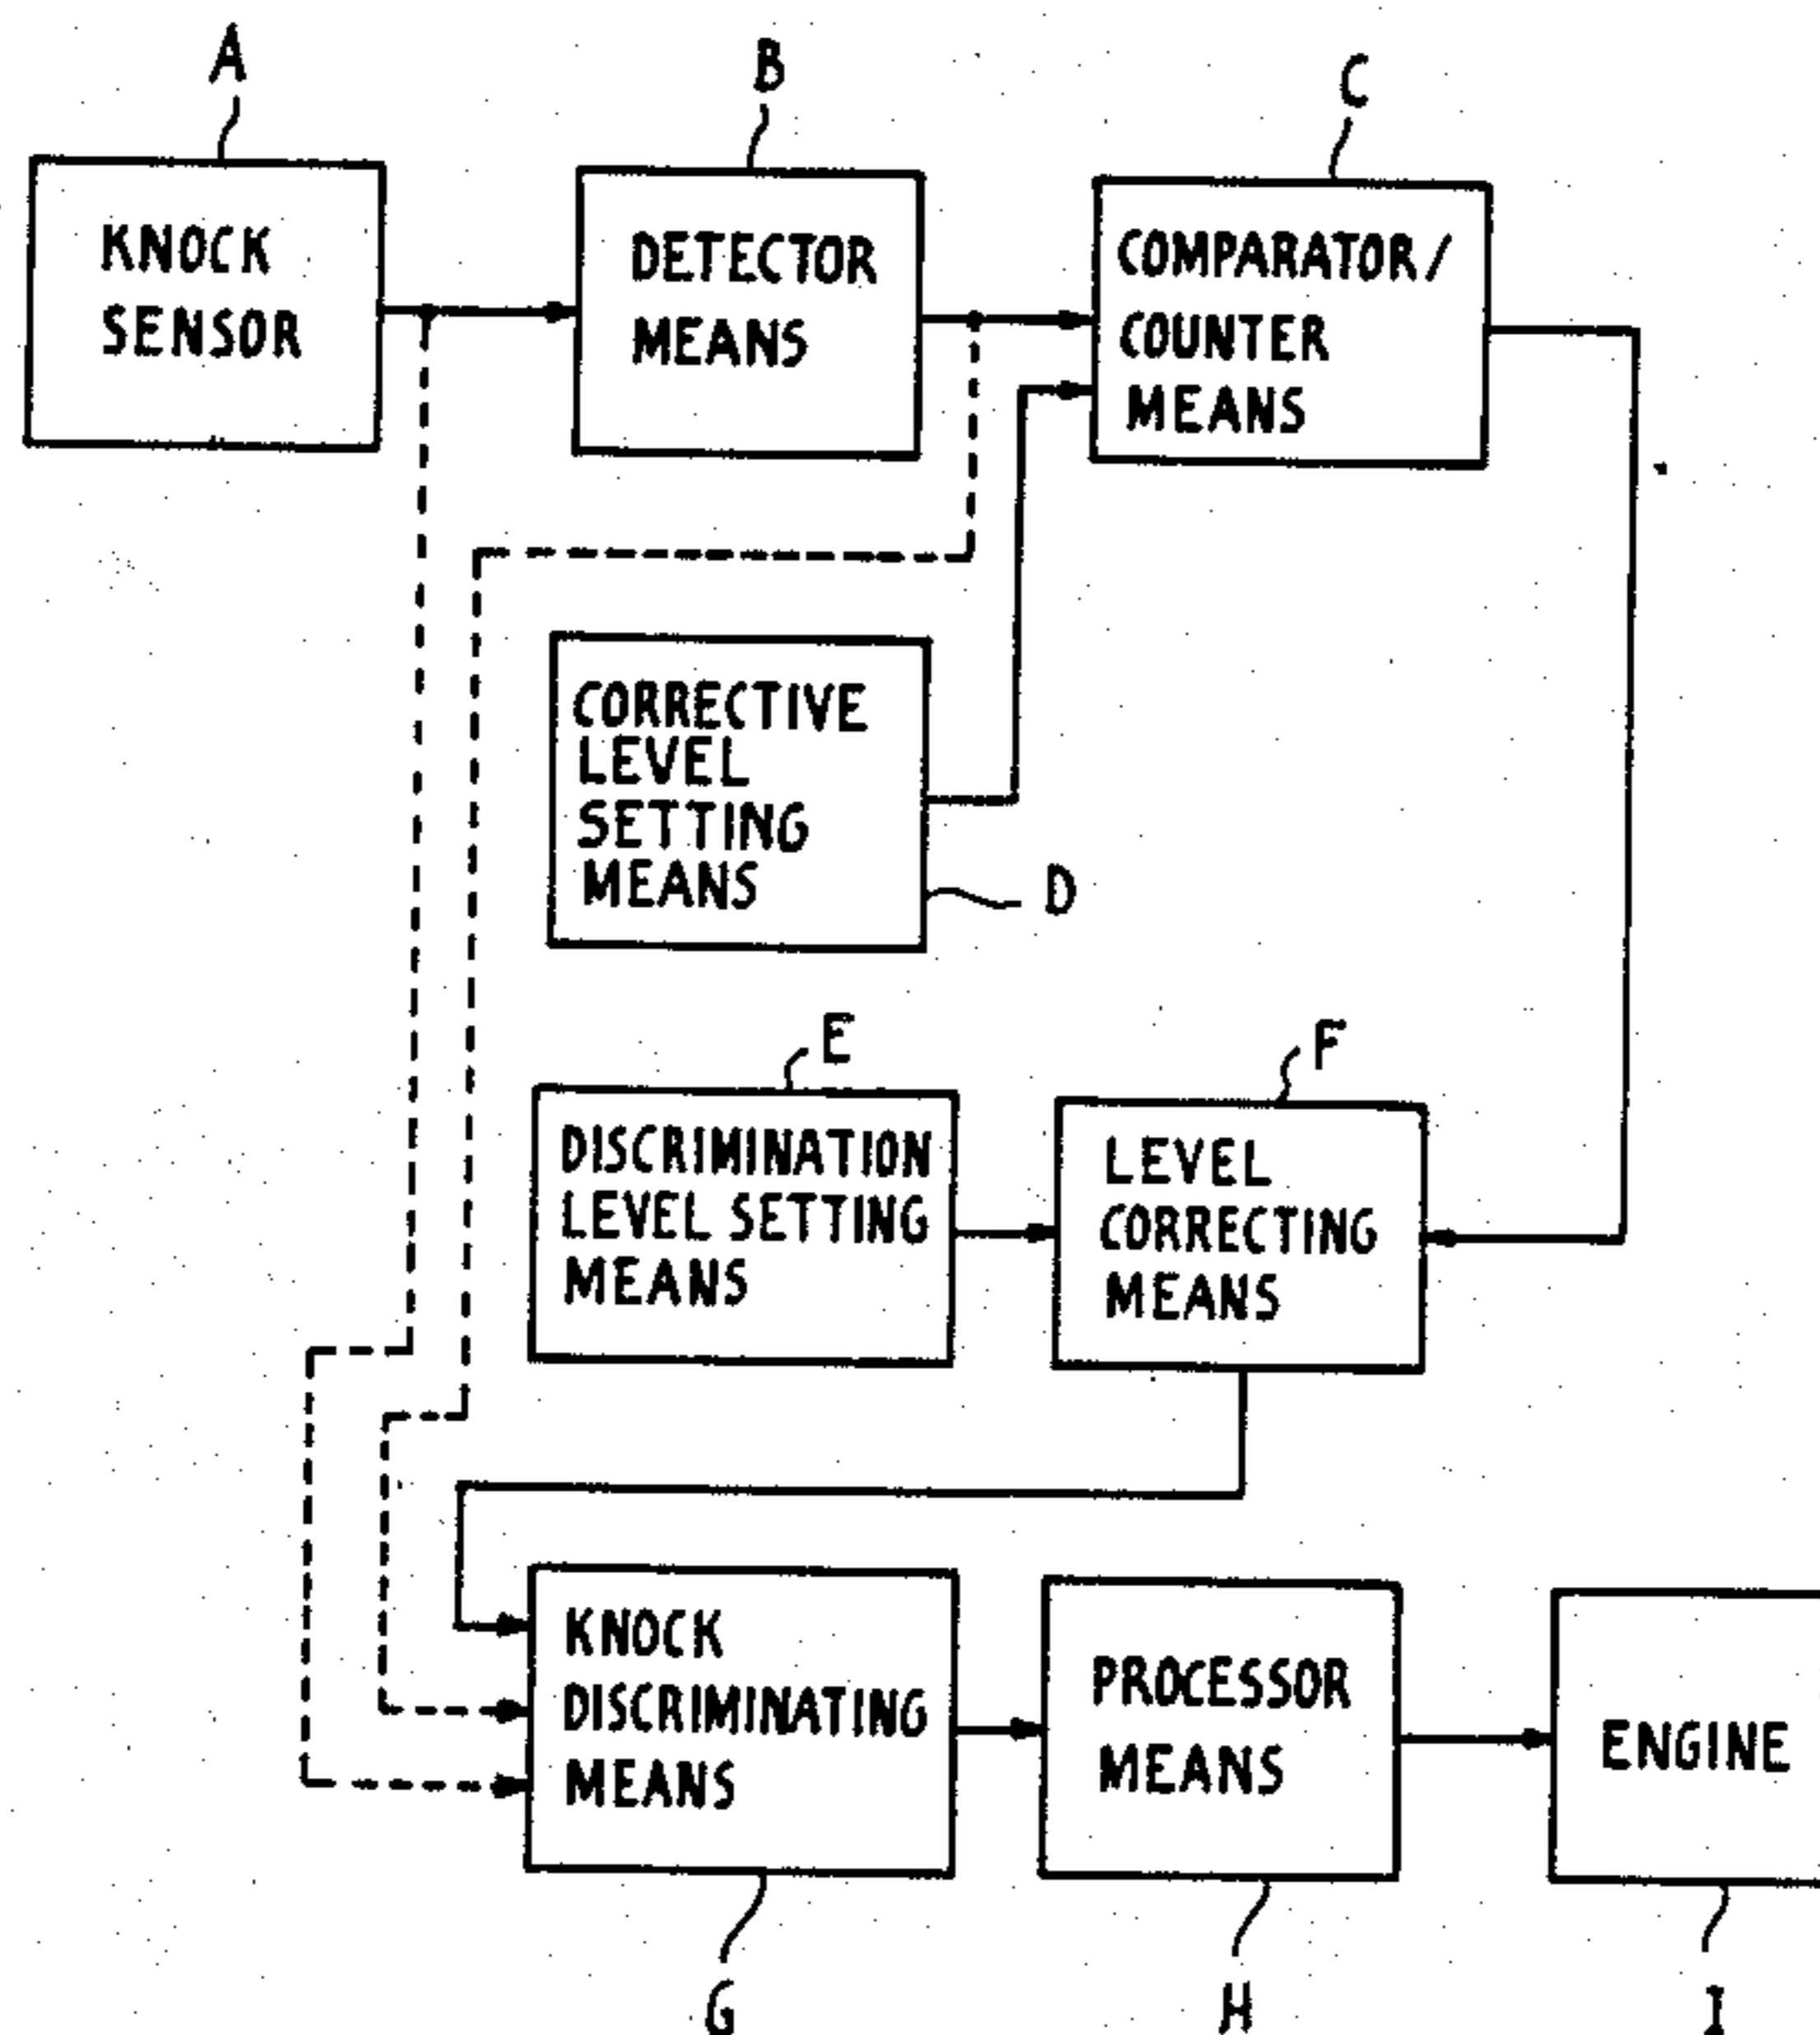 A
B
C
KNOCK
SENSOR
DETECTOR
MEANS
COMPARATOR/
COUNTER
MEANS
CORRECTIVE
LEVEL
SETTING
MEANS
D
E
F
DISCRIMINATION
LEVEL SETTING
MEANS
LEVEL
CORRECTING
MEANS
KNOCK
DISCRIMINATING
MEANS
PROCESSOR
MEANS
ENGINE
G
H
I